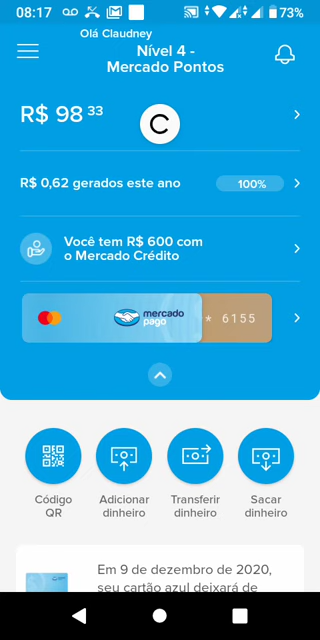 08:17
73%
Olá Claudney
Nível 4 -
Mercado Pontos
R$ 98 33
C
R$ 0,62 gerados este ano
100%
Você tem R$ 600 com
o Mercado Crédito
mercado
pago
* 6155
Código
QR
Adicionar
dinheiro
Transferir
dinheiro
Sacar
dinheiro
Em 9 de dezembro de 2020,
seu cartão azul deixará de